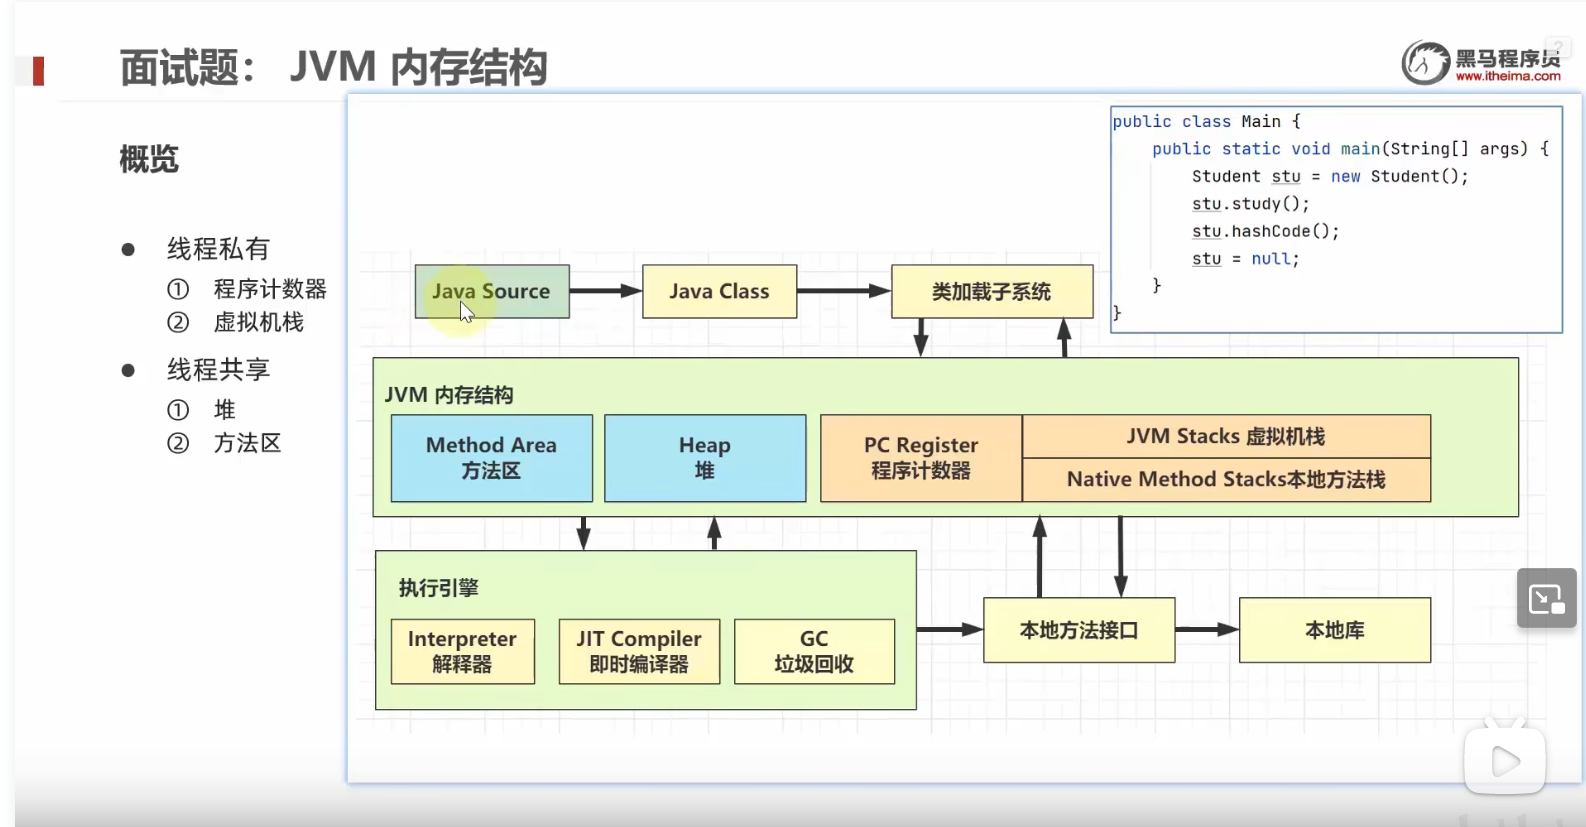 面试题： JVM 内存结构
黑马程序员
www.itheima.com
概览
● 线程私有
① 程序计数器
② 虚拟机栈
● 线程共享
① 堆
② 方法区
public class Main {
public static void main(String[] args) {
Student stu = new Student();
stu.study();
stu.hashCode();
stu = null;
}
}
Java Source
Java Class
类加载子系统
JVM 内存结构
Method Area
方法区
Heap
堆
PC Register
程序计数器
JVM Stacks 虚拟机栈
Native Method Stacks本地方法栈
执行引擎
Interpreter
解释器
JIT Compiler
即时编译器
GC
垃圾回收
本地方法接口
本地库